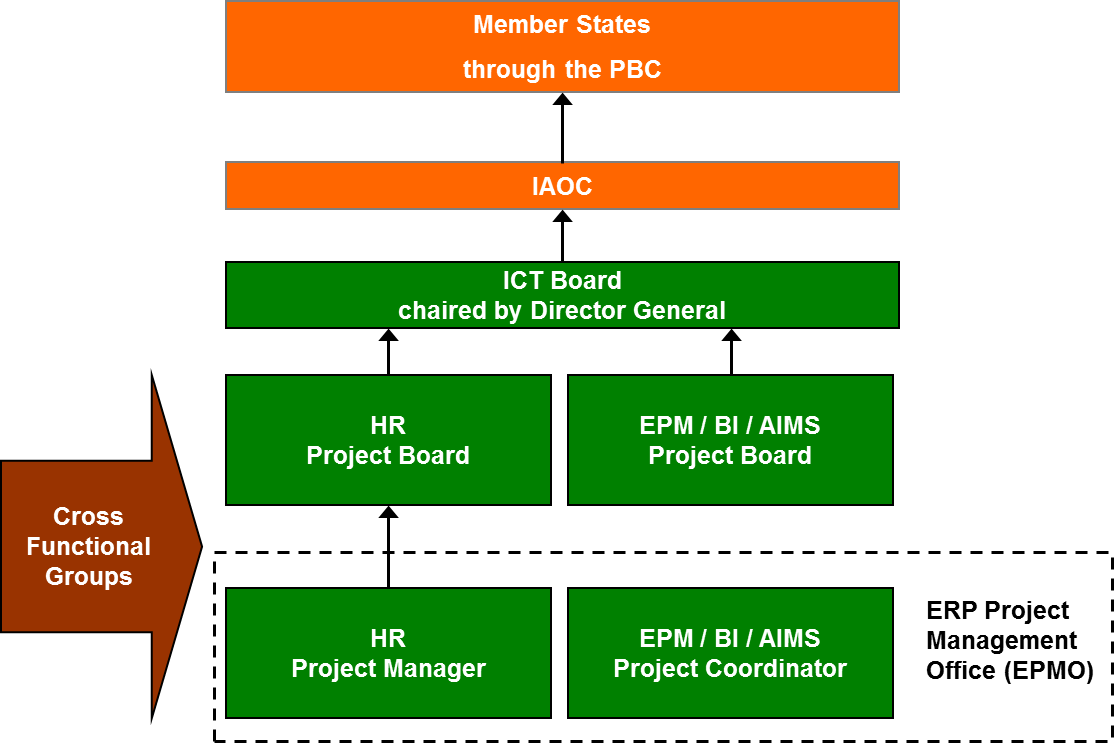 Member States
through the PBC
IAOC
ICT Board
chaired by Director General
HR
Project Board
EPM / BI / AIMS
Project Board
Cross
Functional
Groups
HR
Project Manager
EPM / BI / AIMS
Project Coordinator
ERP Project
Management
Office (EPMO)